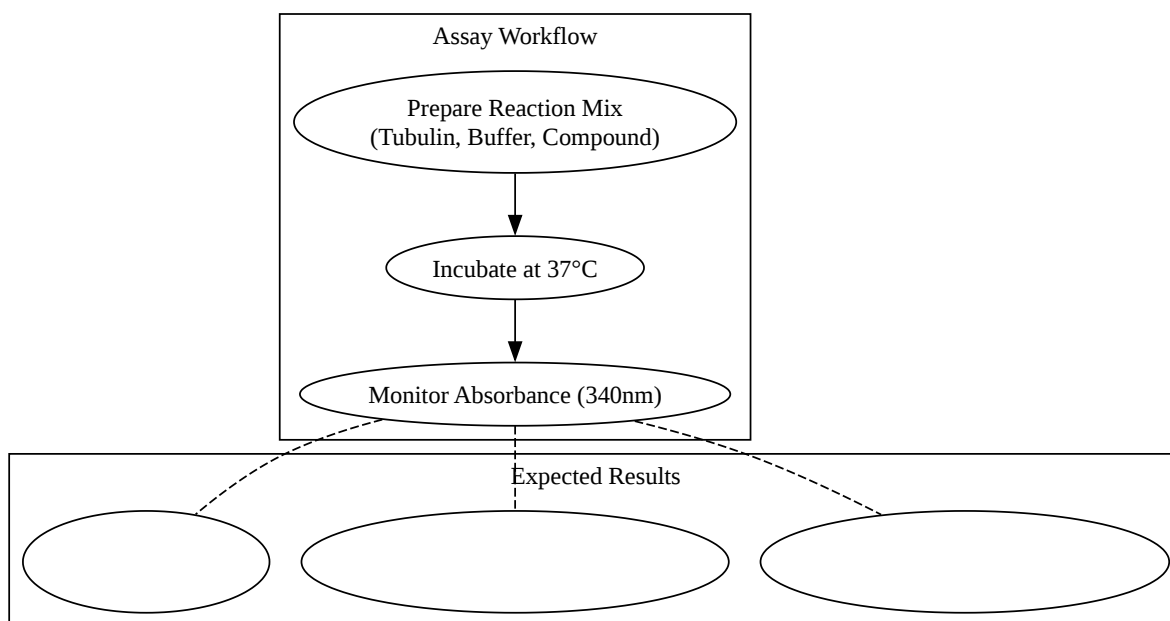 Assay Workflow
Prepare Reaction Mix
(Tubulin, Buffer, Compound)
Incubate at 37°C
Monitor Absorbance (340nm)
Expected Results